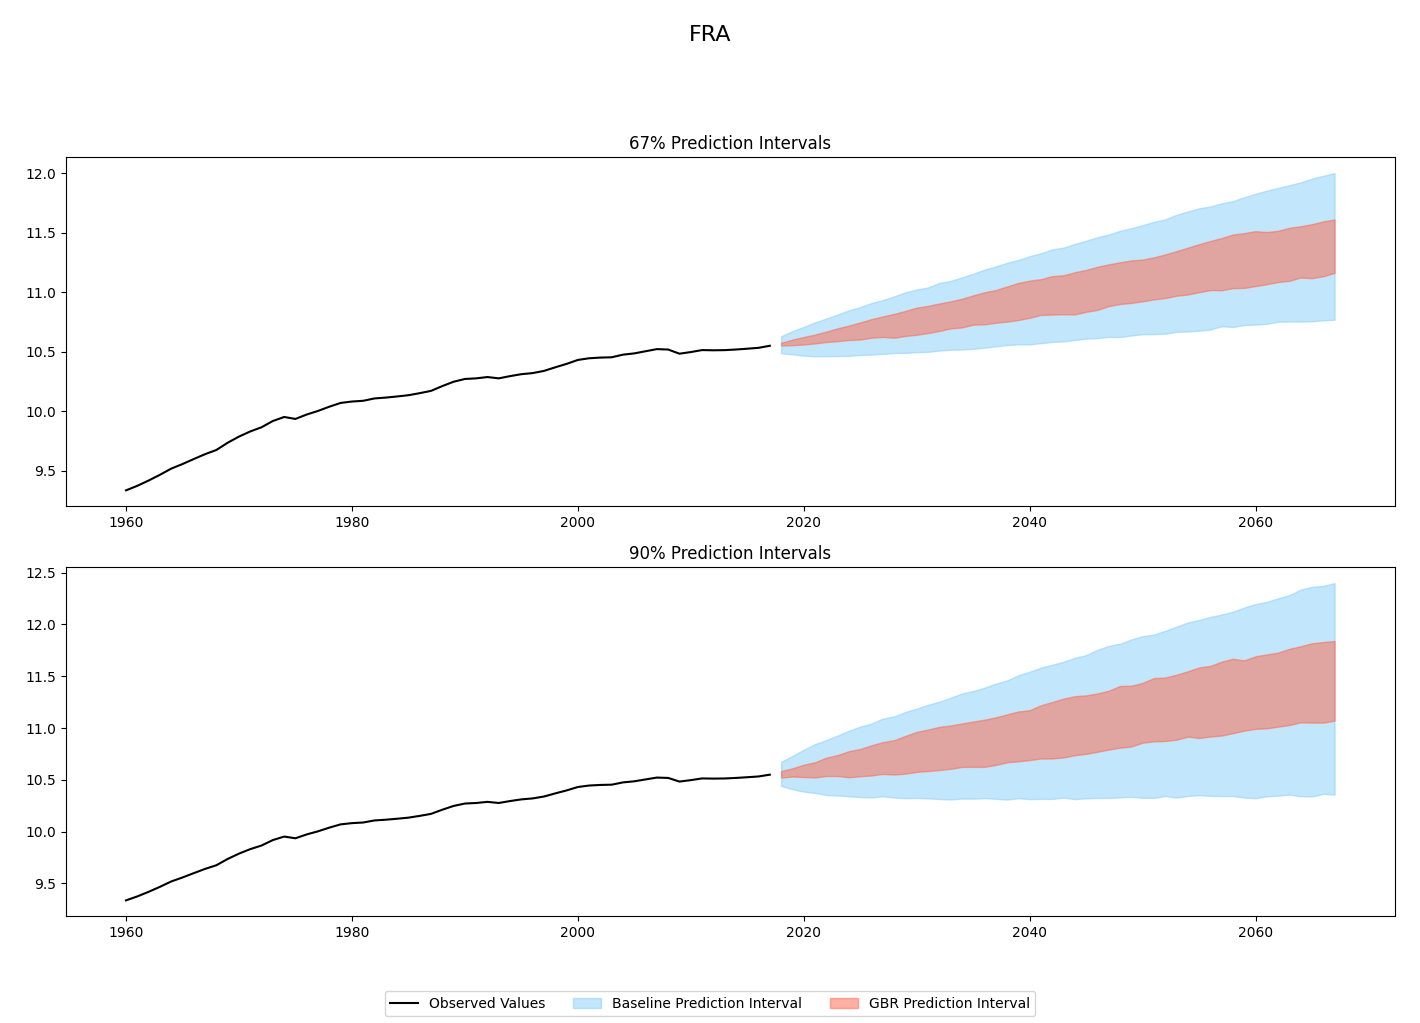 FRA
67% Prediction Intervals
12.0
11.5
11.0
10.5
10.0
9.5
1960 1980 2000 2020 2040 2060
90% Prediction Intervals
12.5
12.0
11.5
11.0
10.5
10.0
9.5
1960 1980 2000 2020 2040 2060
Observed Values Baseline Prediction Interval GBR Prediction Interval